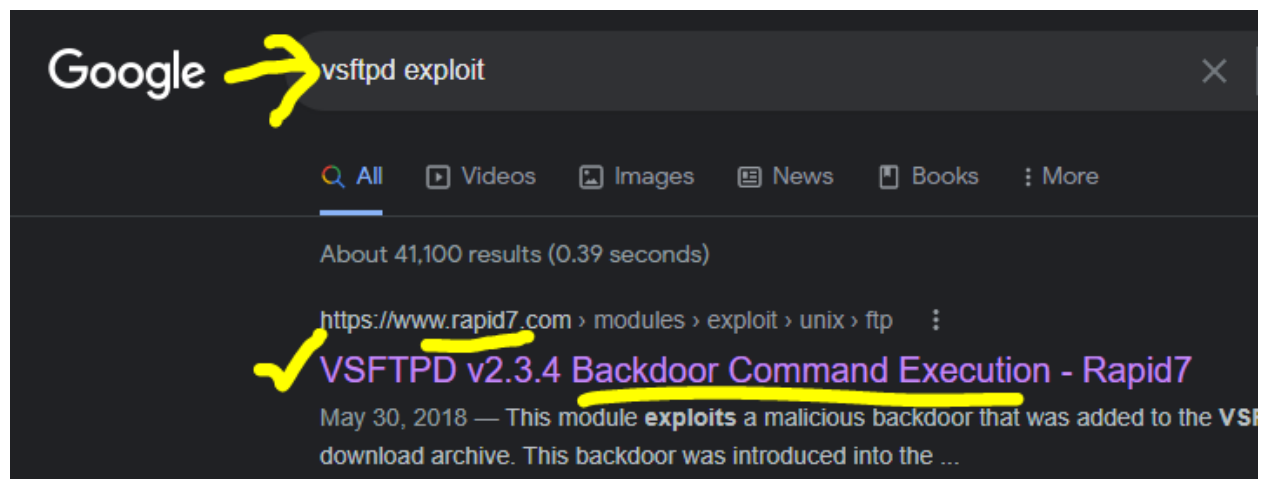 Google vsftpd exploit
All Videos Images News Books More
About 41,100 results (0.39 seconds)
https://www.rapid7.com › modules › exploit › unix › ftp
VSFTPD v2.3.4 Backdoor Command Execution - Rapid7
May 30, 2018 — This module exploits a malicious backdoor that was added to the VSF
download archive. This backdoor was introduced into the ...